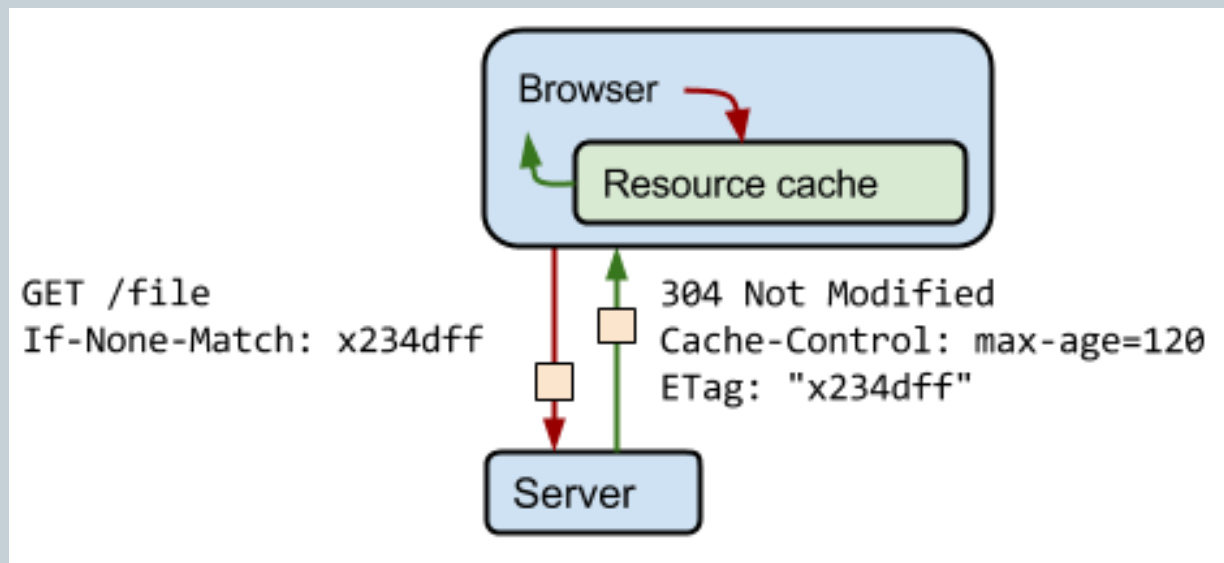 Browser
Resource cache
GET /file
If-None-Match: x234dff
304 Not Modified
Cache-Control: max-age=120
ETag: "x234dff"
Server